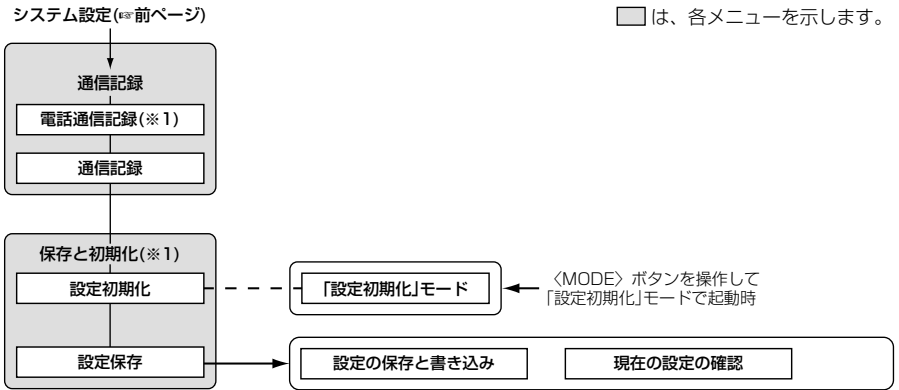 システム設定(☞前ページ)
は、各メニューを示します。
通信記録
電話通信記録(※1)
通信記録
保存と初期化(※1)
設定初期化
「設定初期化」モード
〈MODE〉ボタンを操作して
「設定初期化」モードで起動時
設定保存
設定の保存と書き込み
現在の設定の確認